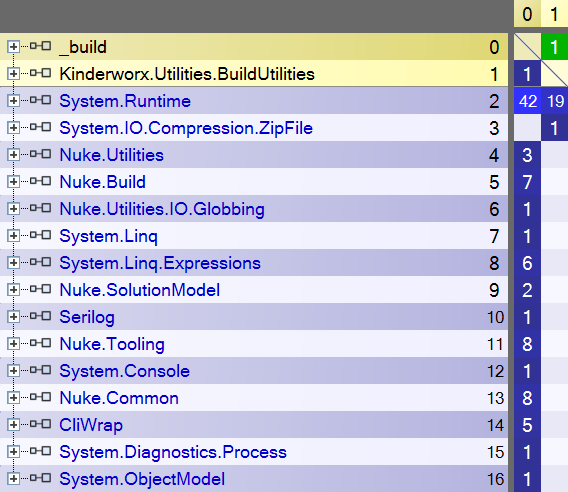 0 1
_build 0 1
Kinderworx.Utilities.BuildUtilities 1 1
System.Runtime 2 42 19
System.IO.Compression.ZipFile 3 1
Nuke.Utilities 4 3
Nuke.Build 5 7
Nuke.Utilities.IO.Globbing 6 1
System.Linq 7 1
System.Linq.Expressions 8 6
Nuke.SolutionModel 9 2
Serilog 10 1
Nuke.Tooling 11 8
System.Console 12 1
Nuke.Common 13 8
CliWrap 14 5
System.Diagnostics.Process 15 1
System.ObjectModel 16 1